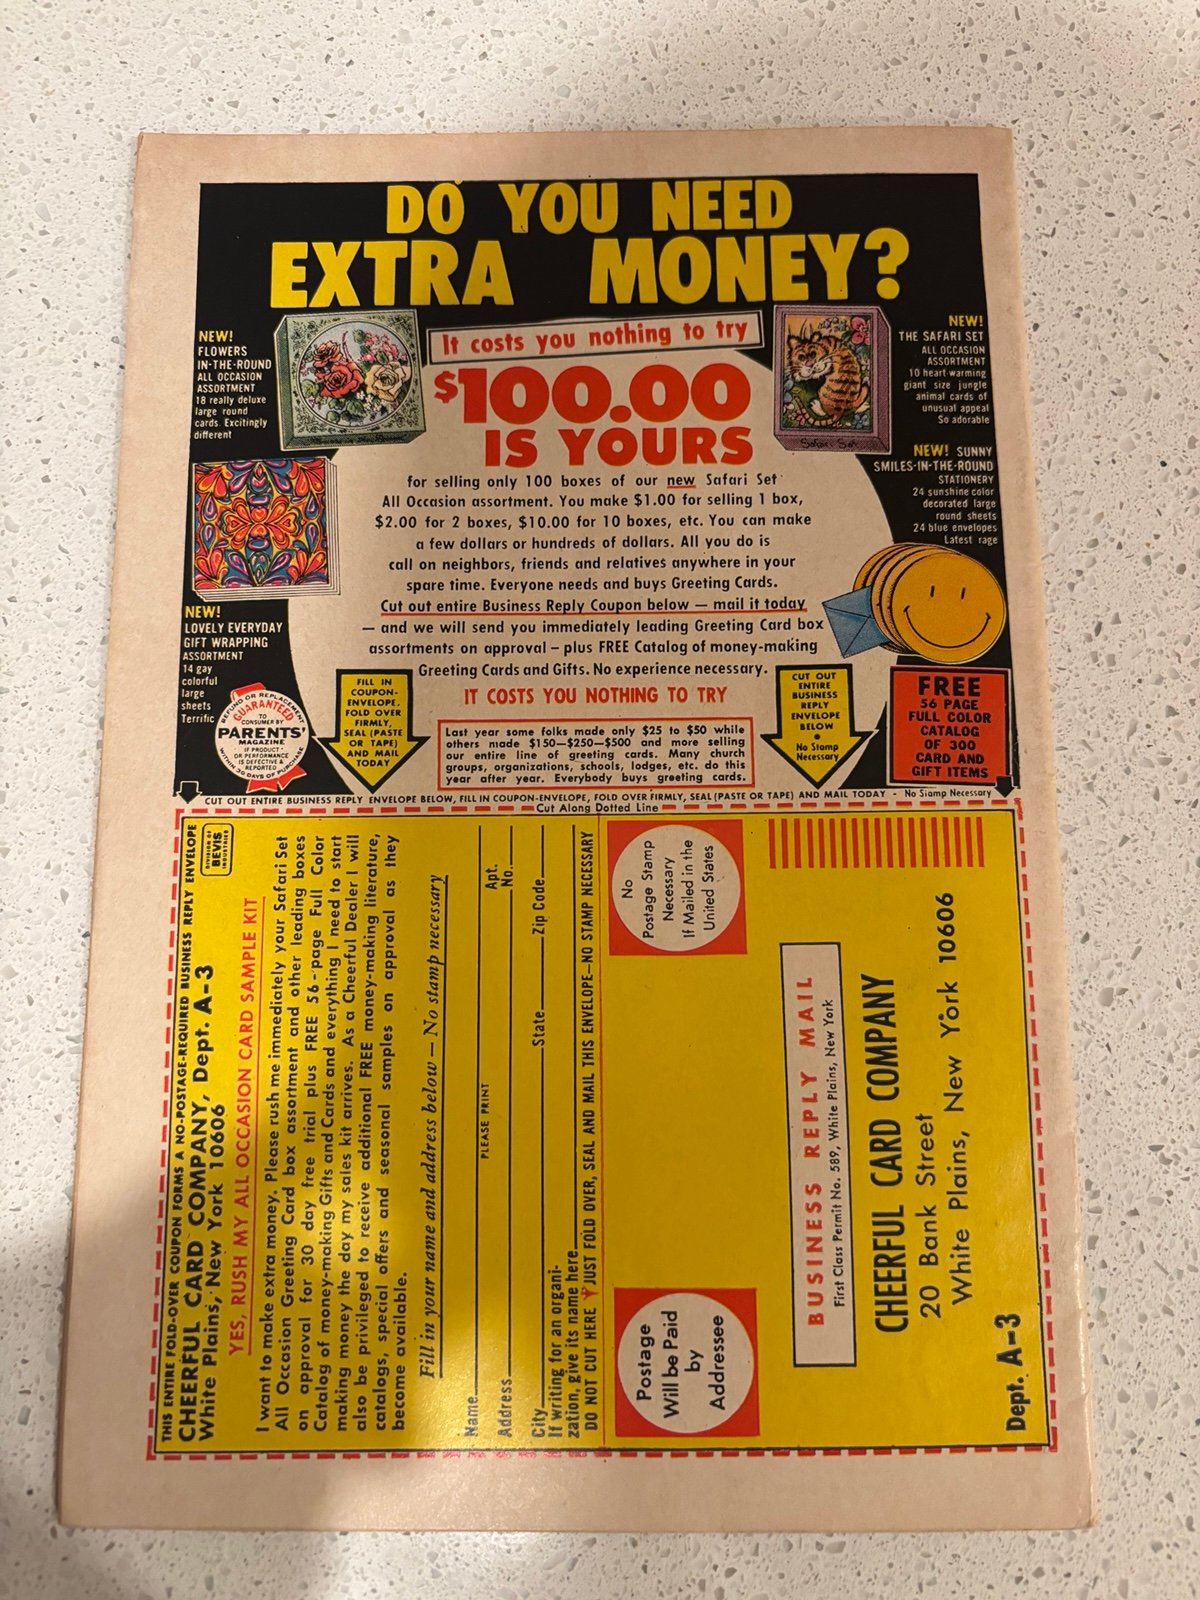 DO YOU NEED
EXTRA MONEY?
It costs you nothing to try
$100.00
IS YOURS
NEW!
FLOWERS
IN-THE-ROUND
ALL OCCASION
ASSORTMENT
18 really deluxe
large round
cards. Excitingly
different
NEW!
THE SAFARI SET
ALL OCCASION
ASSORTMENT
10 heart-warming
giant size jungle
animal cards of
unusual appeal
So adorable
Safari Set
for selling only 100 boxes of our new Safari Set
All Occasion assortment. You make $1.00 for selling 1 box,
$2.00 for 2 boxes, $10.00 for 10 boxes, etc. You can make
a few dollars or hundreds of dollars. All you do is
call on neighbors, friends and relatives anywhere in your
spare time. Everyone needs and buys Greeting Cards.
Cut out entire Business Reply Coupon below — mail it today
— and we will send you immediately leading Greeting Card box
assortments on approval – plus FREE Catalog of money-making
Greeting Cards and Gifts. No experience necessary.
IT COSTS YOU NOTHING TO TRY
NEW! SUNNY
SMILES-IN-THE-ROUND
STATIONERY
24 sunshine color
decorated large
round sheets
24 blue envelopes
Latest rage
NEW!
LOVELY EVERYDAY
GIFT WRAPPING
ASSORTMENT
14 gay
colorful
large
sheets
Terrific
REFUND OR REPLACEMENT
GUARANTEED
TO
CONSUMER BY
PARENTS'
MAGAZINE
IF PRODUCT
OR PERFORMANCE
IS DEFECTIVE &
REPORTED
WITHIN 30 DAYS OF PURCHASE
FILL IN
COUPON-
ENVELOPE,
FOLD OVER
FIRMLY,
SEAL (PASTE
OR TAPE)
AND MAIL
TODAY
Last year some folks made only $25 to $50 while
others made $150—$250—$500 and more selling
our entire line of greeting cards. Many church
groups, organizations, schools, lodges, etc. do this
year after year. Everybody buys greeting cards.
CUT OUT
ENTIRE
BUSINESS
REPLY
ENVELOPE
BELOW
•
No Stamp
Necessary
FREE
56 PAGE
FULL COLOR
CATALOG
OF 300
CARD AND
GIFT ITEMS
CUT OUT ENTIRE BUSINESS REPLY ENVELOPE BELOW, FILL IN COUPON-ENVELOPE, FOLD OVER FIRMLY, SEAL (PASTE OR TAPE) AND MAIL TODAY - No Stamp Necessary
Cut Along Dotted Line
THIS ENTIRE FOLD-OVER COUPON FORMS A NO-POSTAGE-REQUIRED BUSINESS REPLY ENVELOPE
CHEERFUL CARD COMPANY, Dept. A-3
White Plains, New York 10606
DIVISION OF
BEVIS
INDUSTRIES
YES, RUSH MY ALL OCCASION CARD SAMPLE KIT
I want to make extra money. Please rush me immediately your Safari Set
All Occasion Greeting Card box assortment and other leading boxes
on approval for 30 day free trial plus FREE 56-page Full Color
Catalog of money-making Gifts and Cards and everything I need to start
making money the day my sales kit arrives. As a Cheerful Dealer I will
also be privileged to receive additional FREE money-making literature,
catalogs, special offers and seasonal samples on approval as they
become available.
Fill in your name and address below — No stamp necessary
Name
PLEASE PRINT
Address Apt. No.
City State Zip Code
If writing for an organi-
zation, give its name here
DO NOT CUT HERE JUST FOLD OVER, SEAL AND MAIL THIS ENVELOPE—NO STAMP NECESSARY
Postage
Will be Paid
by
Addressee
No
Postage Stamp
Necessary
If Mailed in the
United States
BUSINESS REPLY MAIL
First Class Permit No. 589, White Plains, New York
CHEERFUL CARD COMPANY
20 Bank Street
White Plains, New York 10606
Dept. A-3